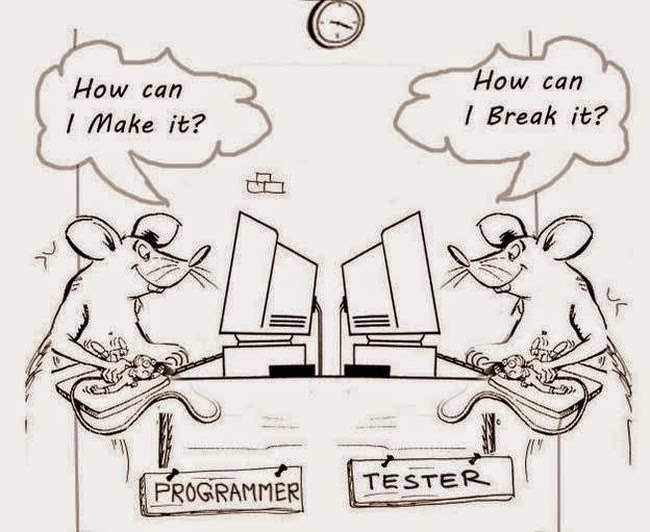 How can
I Make it?
How can
I Break it?
PROGRAMMER
TESTER